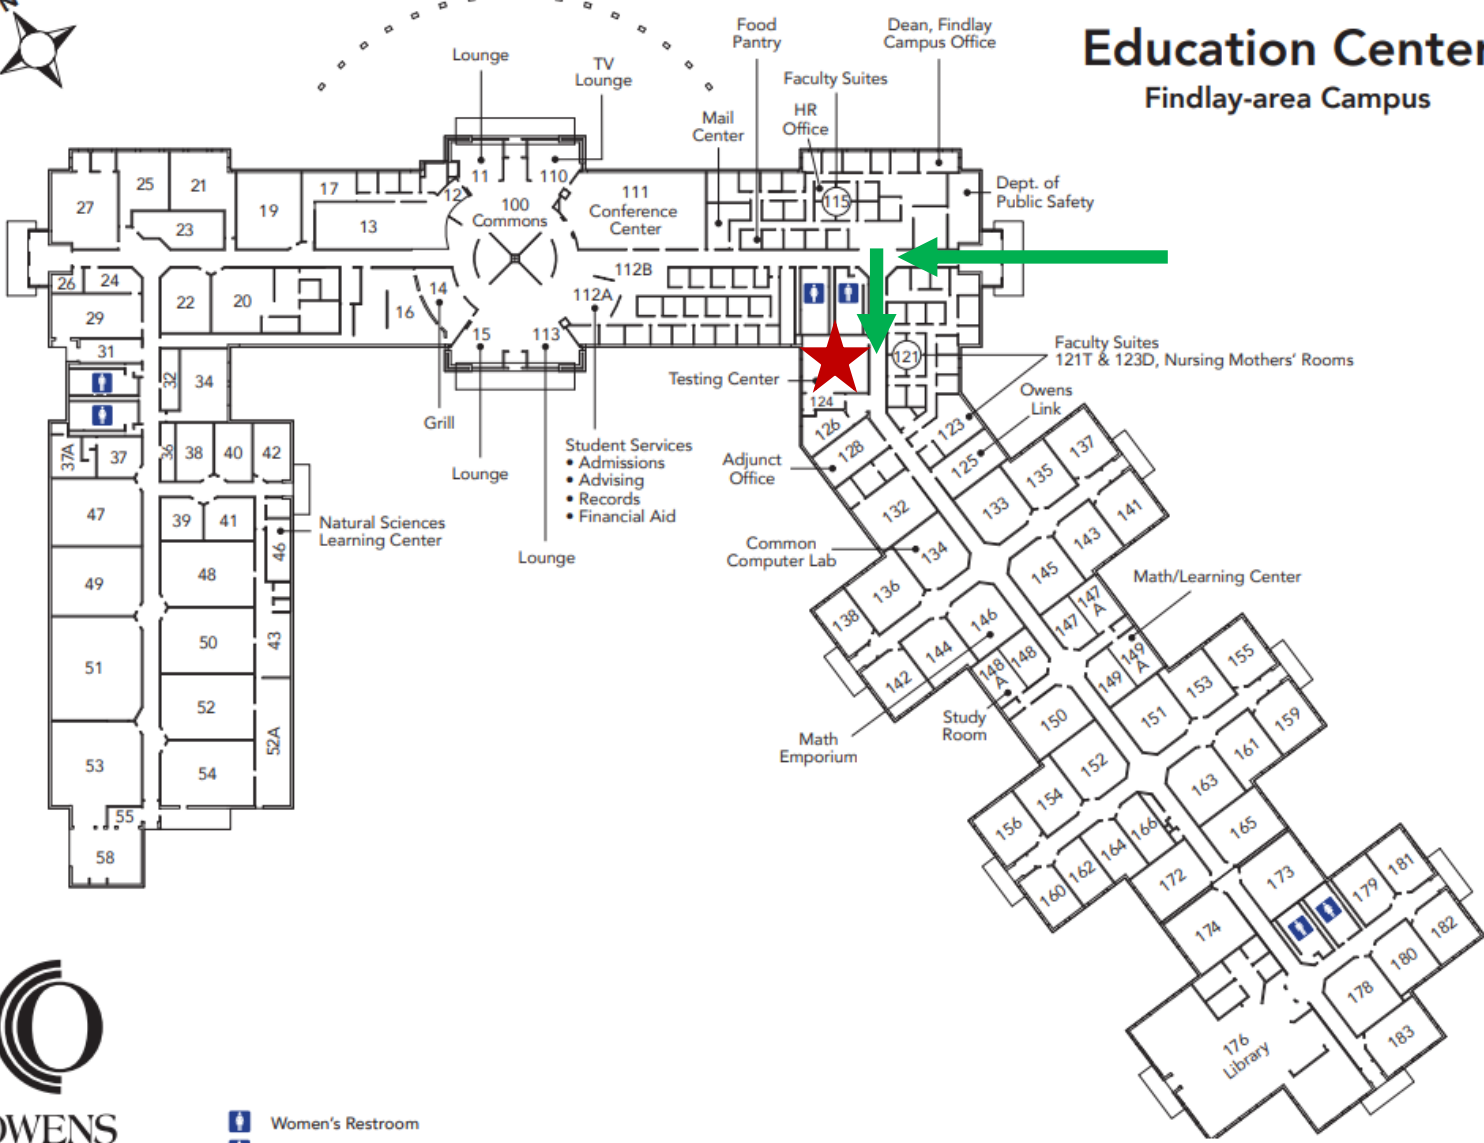 N
Education Center
Findlay-area Campus
Food
Pantry
Dean, Findlay
Campus Office
Lounge
TV
Lounge
Faculty Suites
HR
Office
Mail
Center
Dept. of
Public Safety
27
25
21
23
19
17
13
12
11
110
100
Commons
111
Conference
Center
115
26
24
22
20
29
31
16
14
15
113
112B
112A
121
32
34
Testing Center
124
Faculty Suites
121T & 123D, Nursing Mothers' Rooms
Owens
Link
Grill
Lounge
Student Services
• Admissions
• Advising
• Records
• Financial Aid
Lounge
Adjunct
Office
126
128
123
125
132
133
135
137
37A
37
36
38
40
42
47
39
41
46
Natural Sciences
Learning Center
49
48
43
50
51
52
52A
53
54
55
58
Common
Computer Lab
134
136
138
141
143
145
Math/Learning Center
147
147
A
146
144
142
148
148
A
149
149
A
Study
Room
Math
Emporium
150
151
153
155
152
154
156
159
161
163
165
166
164
162
160
172
173
174
179
181
182
180
178
183
176
Library
OWENS
Women's Restroom